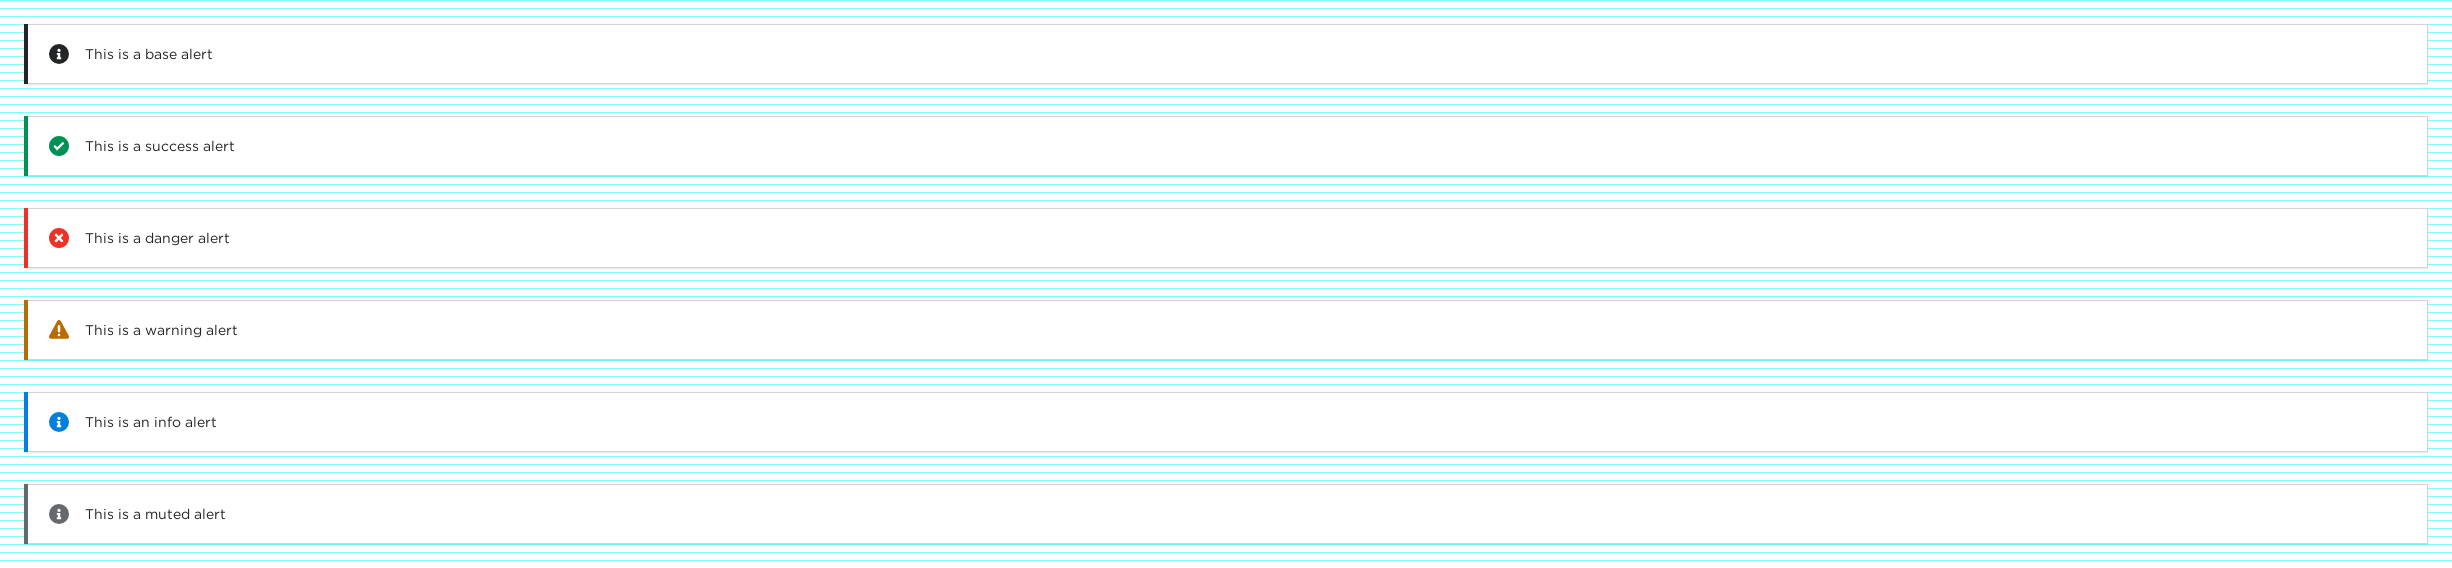 This is a base alert
This is a success alert
This is a danger alert
This is a warning alert
This is an info alert
This is a muted alert